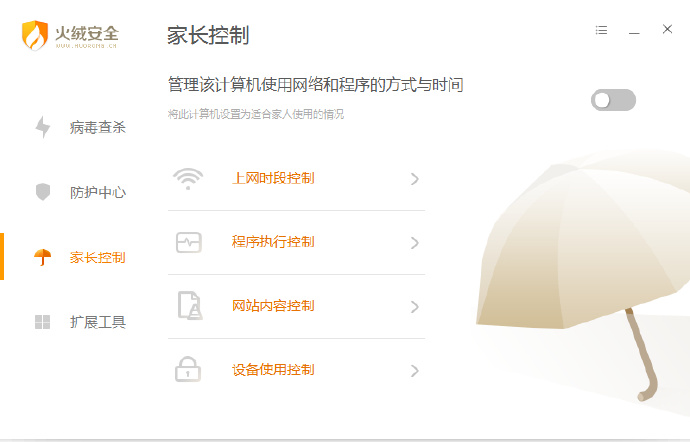 火绒安全
WWW.HUORONG.CN
家长控制
管理该计算机使用网络和程序的方式与时间
将此计算机设置为适合家人使用的情况
病毒查杀
防护中心
家长控制
扩展工具
上网时段控制
程序执行控制
网站内容控制
设备使用控制